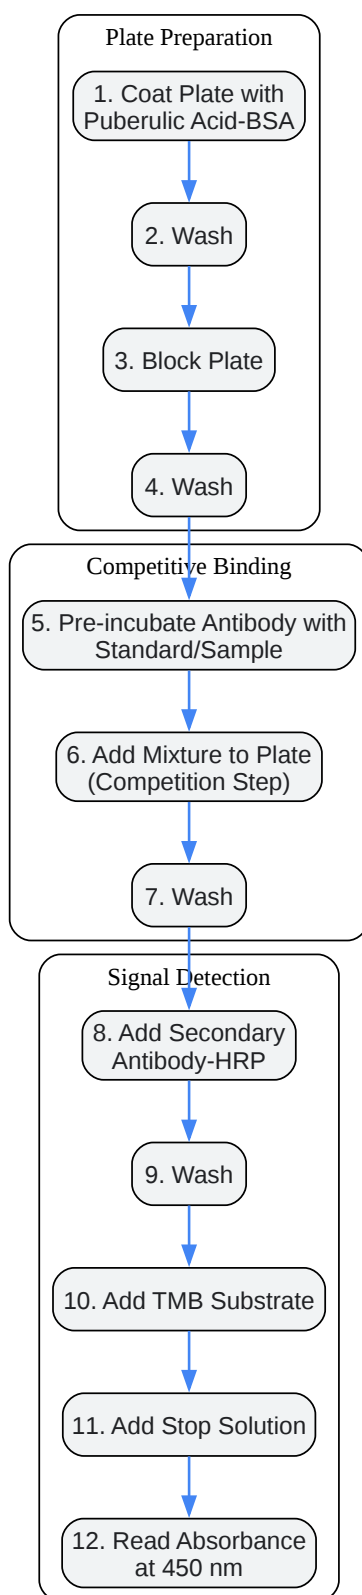 Plate Preparation
1. Coat Plate with
Puberulic Acid-BSA
2. Wash
3. Block Plate
4. Wash
Competitive Binding
5. Pre-incubate Antibody with
Standard/Sample
6. Add Mixture to Plate
(Competition Step)
7. Wash
Signal Detection
8. Add Secondary
Antibody-HRP
9. Wash
10. Add TMB Substrate
11. Add Stop Solution
12. Read Absorbance
at 450 nm